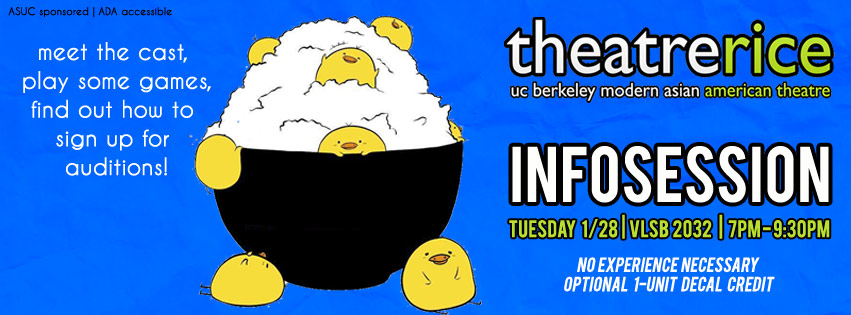 ASUC sponsored | ADA accessible
meet the cast,
play some games,
find out how to
sign up for
auditions!
theatrerice
uc berkeley modern asian american theatre
INFOSESSION
TUESDAY 1/28 | VLSB 2032 | 7PM-9:30PM
NO EXPERIENCE NECESSARY
OPTIONAL 1-UNIT DECAL CREDIT